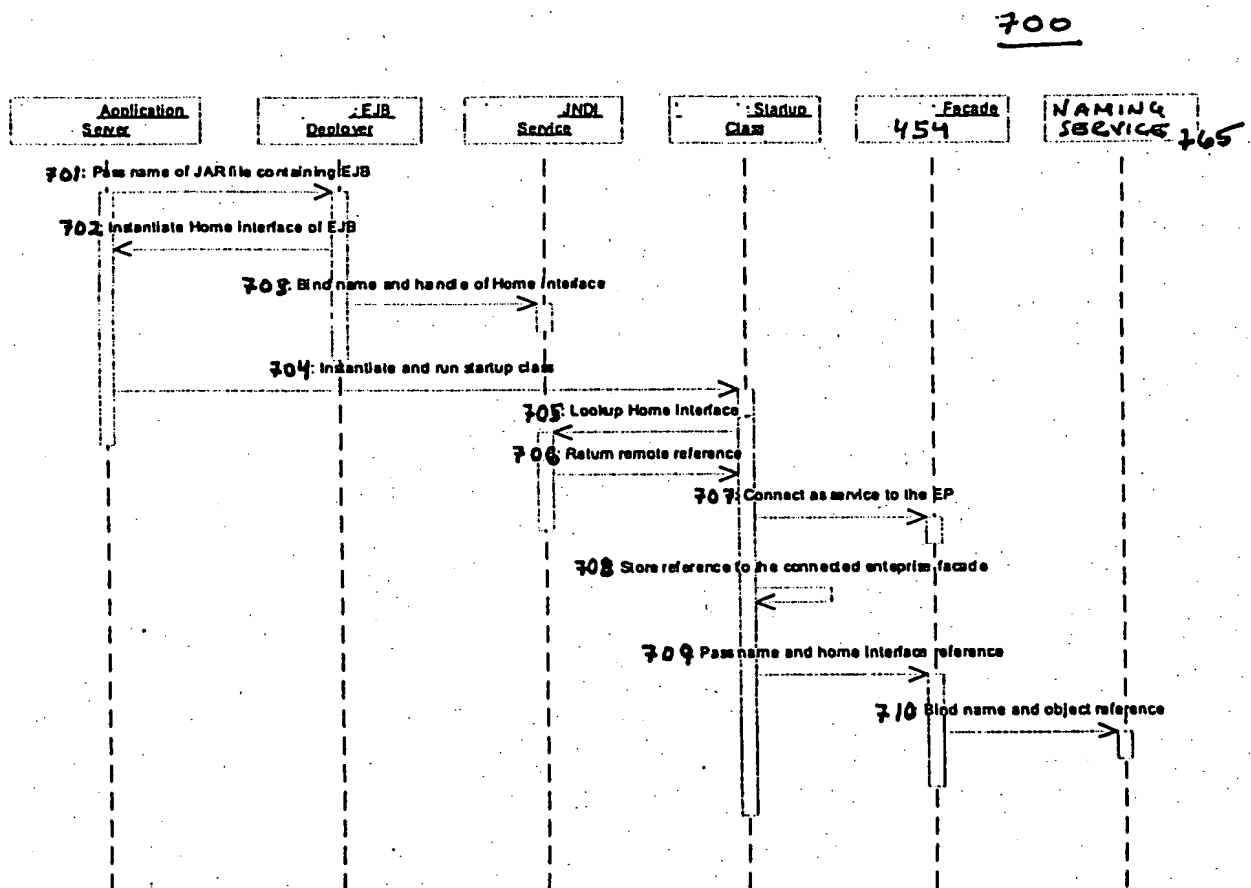 700
: Application
Server
: EJB
Deployer
: JNDI
Service
: Startup
Class
: Facade
454
NAMING
SERVICE 765
701: Pass name of JAR file containing EJB
702: Instantiate Home interface of EJB
703: Bind name and handle of Home interface
704: Instantiate and run startup class
705: Lookup Home Interface
706: Return remote reference
707: Connect as service to the EP
708 Store reference to the connected enteprise facade
709 Pass name and home Interface reference
710 Bind name and object reference